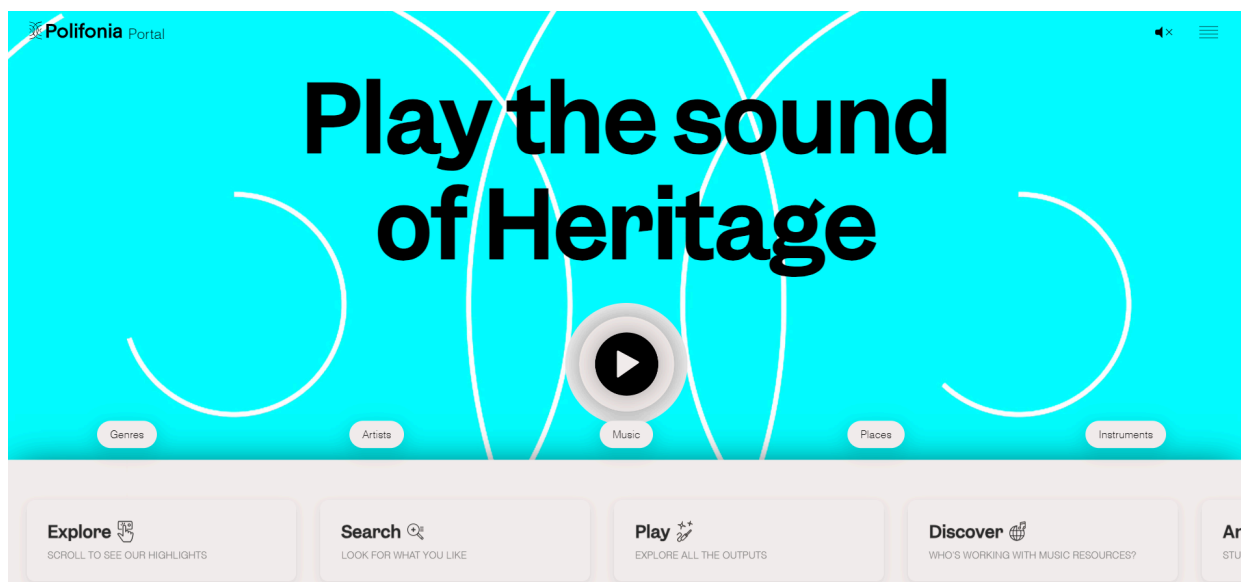 Polifonia Portal
Play the sound
of Heritage
Genres
Artists
Music
Places
Instruments
Explore
SCROLL TO SEE OUR HIGHLIGHTS
Search
LOOK FOR WHAT YOU LIKE
Play
EXPLORE ALL THE OUTPUTS
Discover
WHO'S WORKING WITH MUSIC RESOURCES?